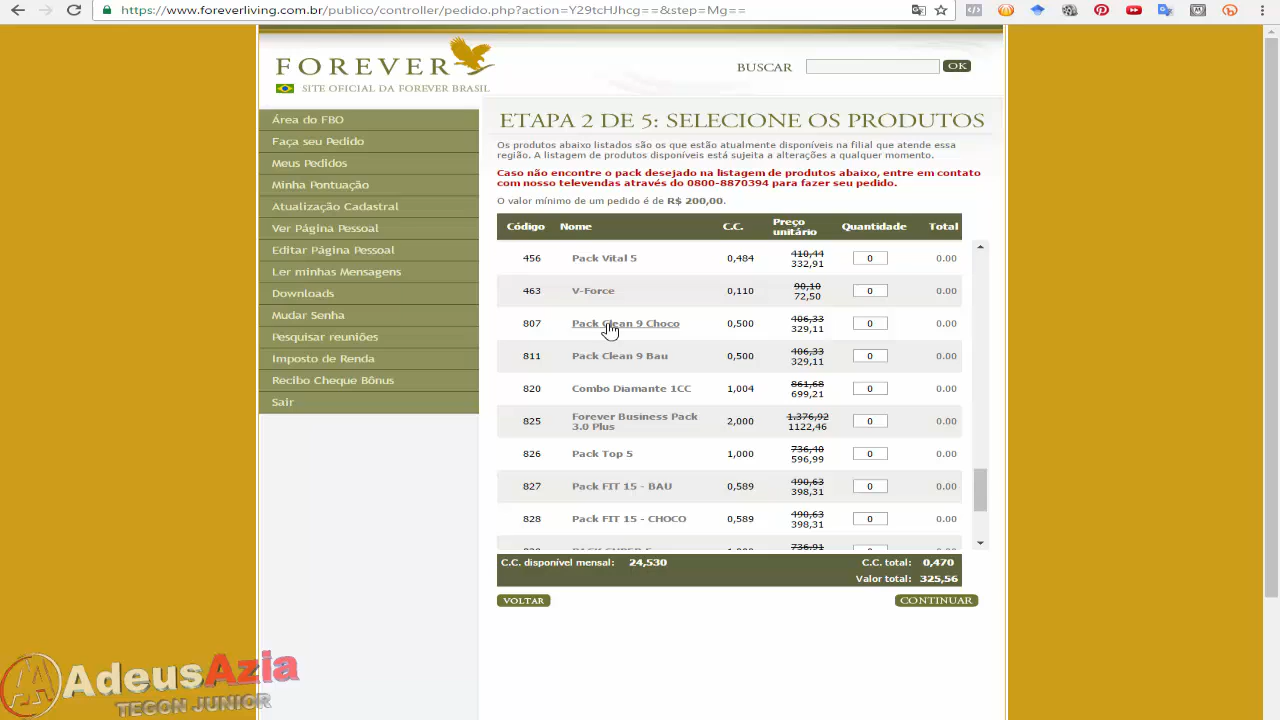 https://www.foreverliving.com.br/publico/controller/pedido.php?action=Y29tcHJhcg==&step=Mg==
FOREVER
SITE OFICIAL DA FOREVER BRASIL
BUSCAR
OK
Área do FBO
Faça seu Pedido
Meus Pedidos
Minha Pontuação
Atualização Cadastral
Ver Página Pessoal
Editar Página Pessoal
Ler minhas Mensagens
Downloads
Mudar Senha
Pesquisar reuniões
Imposto de Renda
Recibo Cheque Bônus
Sair
ETAPA 2 DE 5: SELECIONE OS PRODUTOS
Os produtos abaixo listados são os que estão atualmente disponíveis na filial que atende essa
região. A listagem de produtos disponíveis está sujeita a alterações a qualquer momento.
Caso não encontre o pack desejado na listagem de produtos abaixo, entre em contato
com nosso televendas através do 0800-8870394 para fazer seu pedido.
O valor mínimo de um pedido é de R$ 200,00.
Código Nome C.C. Preço unitário Quantidade Total
456 Pack Vital 5 0,484 410,44 332,91 0 0.00
463 V-Force 0,110 90,10 72,50 0 0.00
807 Pack Clean 9 Choco 0,500 406,33 329,11 0 0.00
811 Pack Clean 9 Bau 0,500 406,33 329,11 0 0.00
820 Combo Diamante 1CC 1,004 861,68 699,21 0 0.00
825 Forever Business Pack 3.0 Plus 2,000 1.376,92 1122,46 0 0.00
826 Pack Top 5 1,000 736,40 596,99 0 0.00
827 Pack FIT 15 - BAU 0,589 490,63 398,31 0 0.00
828 Pack FIT 15 - CHOCO 0,589 490,63 398,31 0 0.00
736.91
C.C. disponível mensal: 24,530 C.C. total: 0,470
Valor total: 325,56
VOLTAR
CONTINUAR
AdeusAzia
TECON JUNIOR